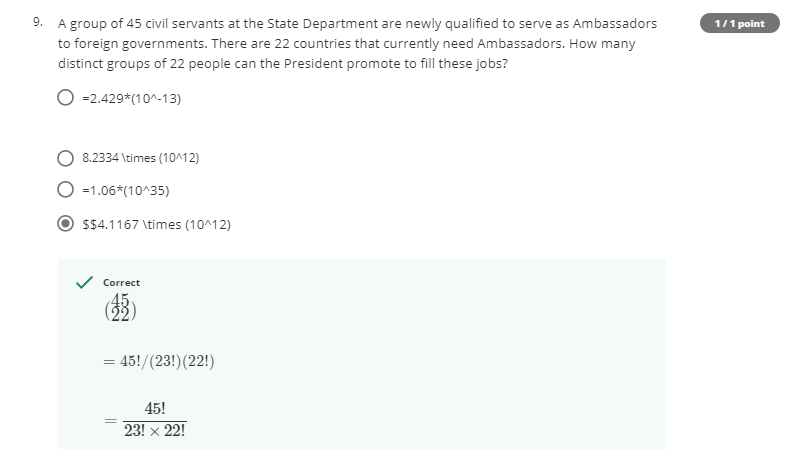 9. A group of 45 civil servants at the State Department are newly qualified to serve as Ambassadors
1 / 1 point
to foreign governments. There are 22 countries that currently need Ambassadors. How many
distinct groups of 22 people can the President promote to fill these jobs?
=2.429*(10^-13)
8.2334 \times (10^12)
=1.06*(10^35)
$$4.1167 \times (10^12)
Correct
(45
22)
= 45!/(23!)(22!)
= 45!
23! × 22!